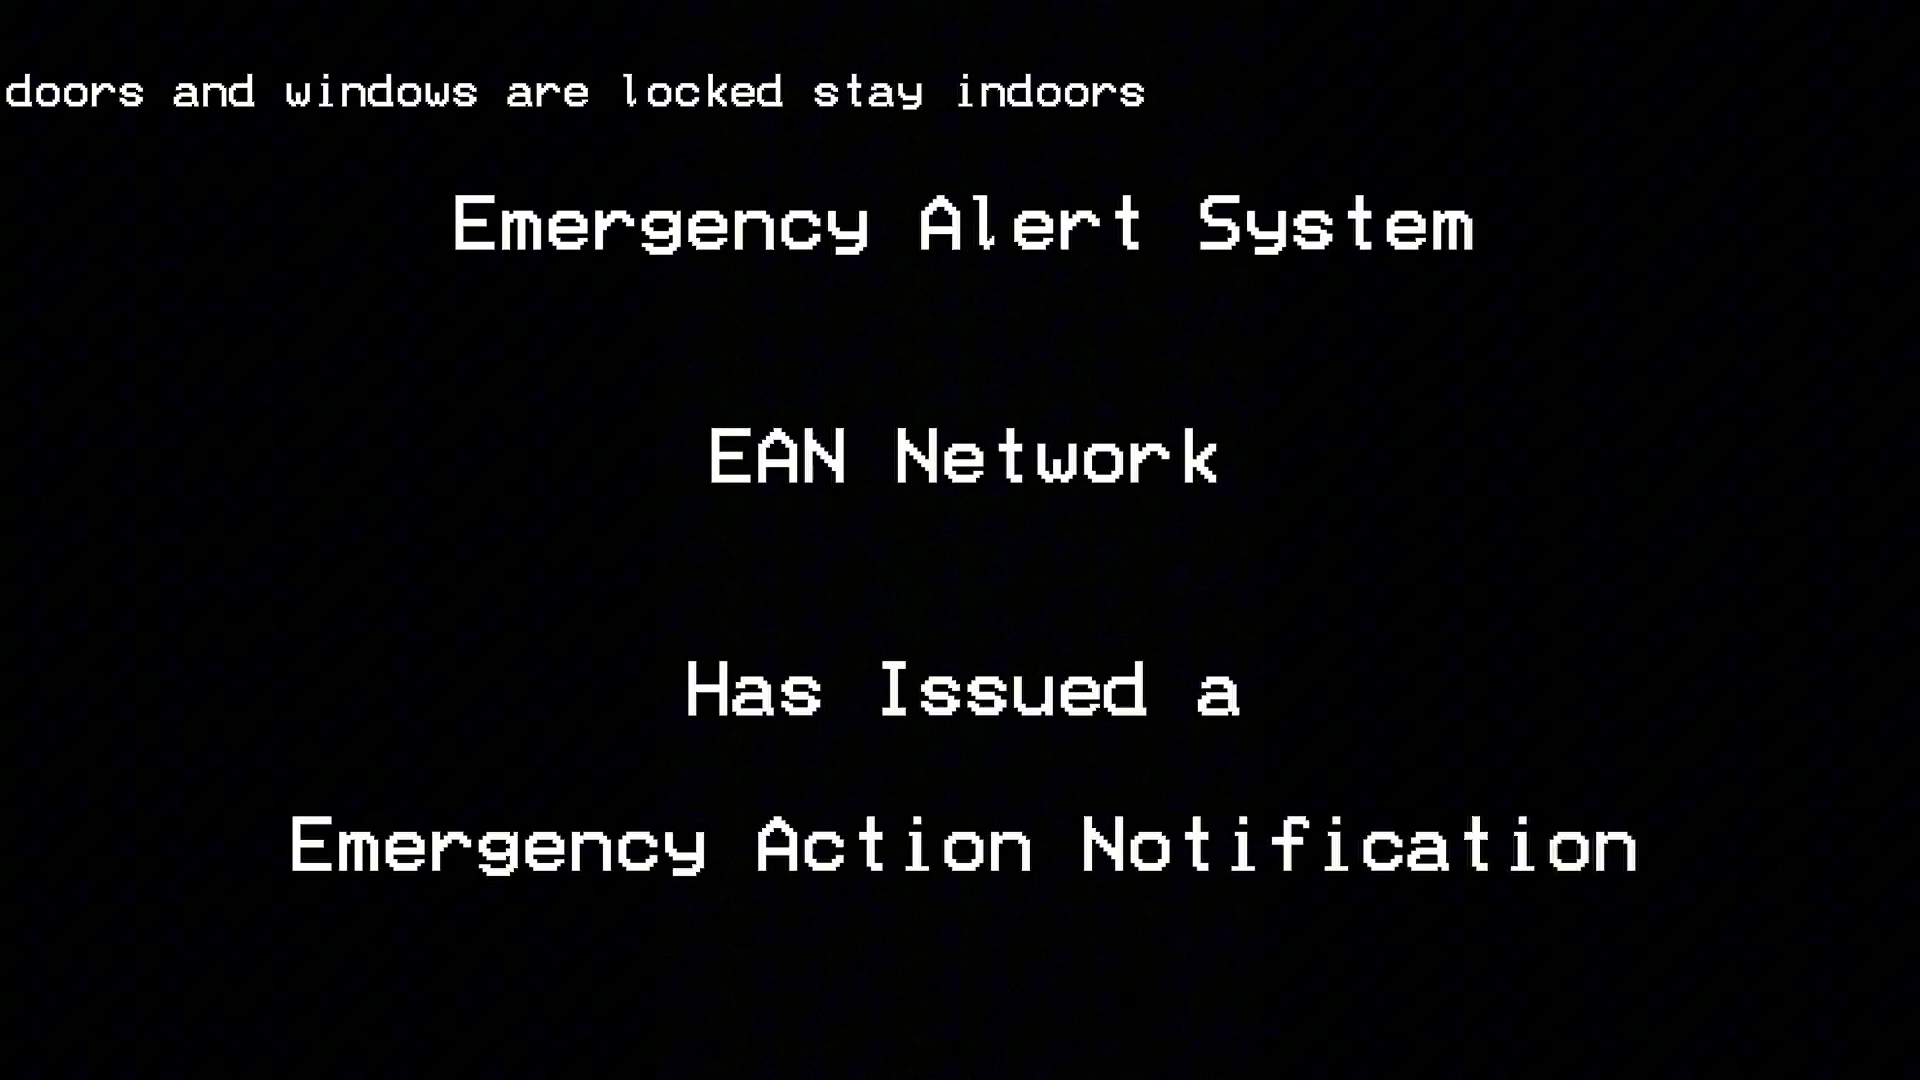 doors and windows are locked stay indoors
Emergency Alert System
EAN Network
Has Issued a
Emergency Action Notification